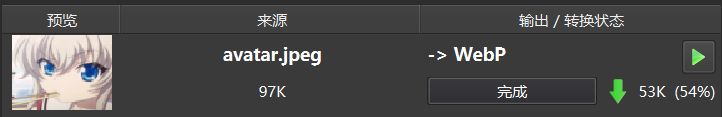 预览 来源 输出 / 转换状态
avatar.jpeg -> WebP
97K 完成 53K (54%)